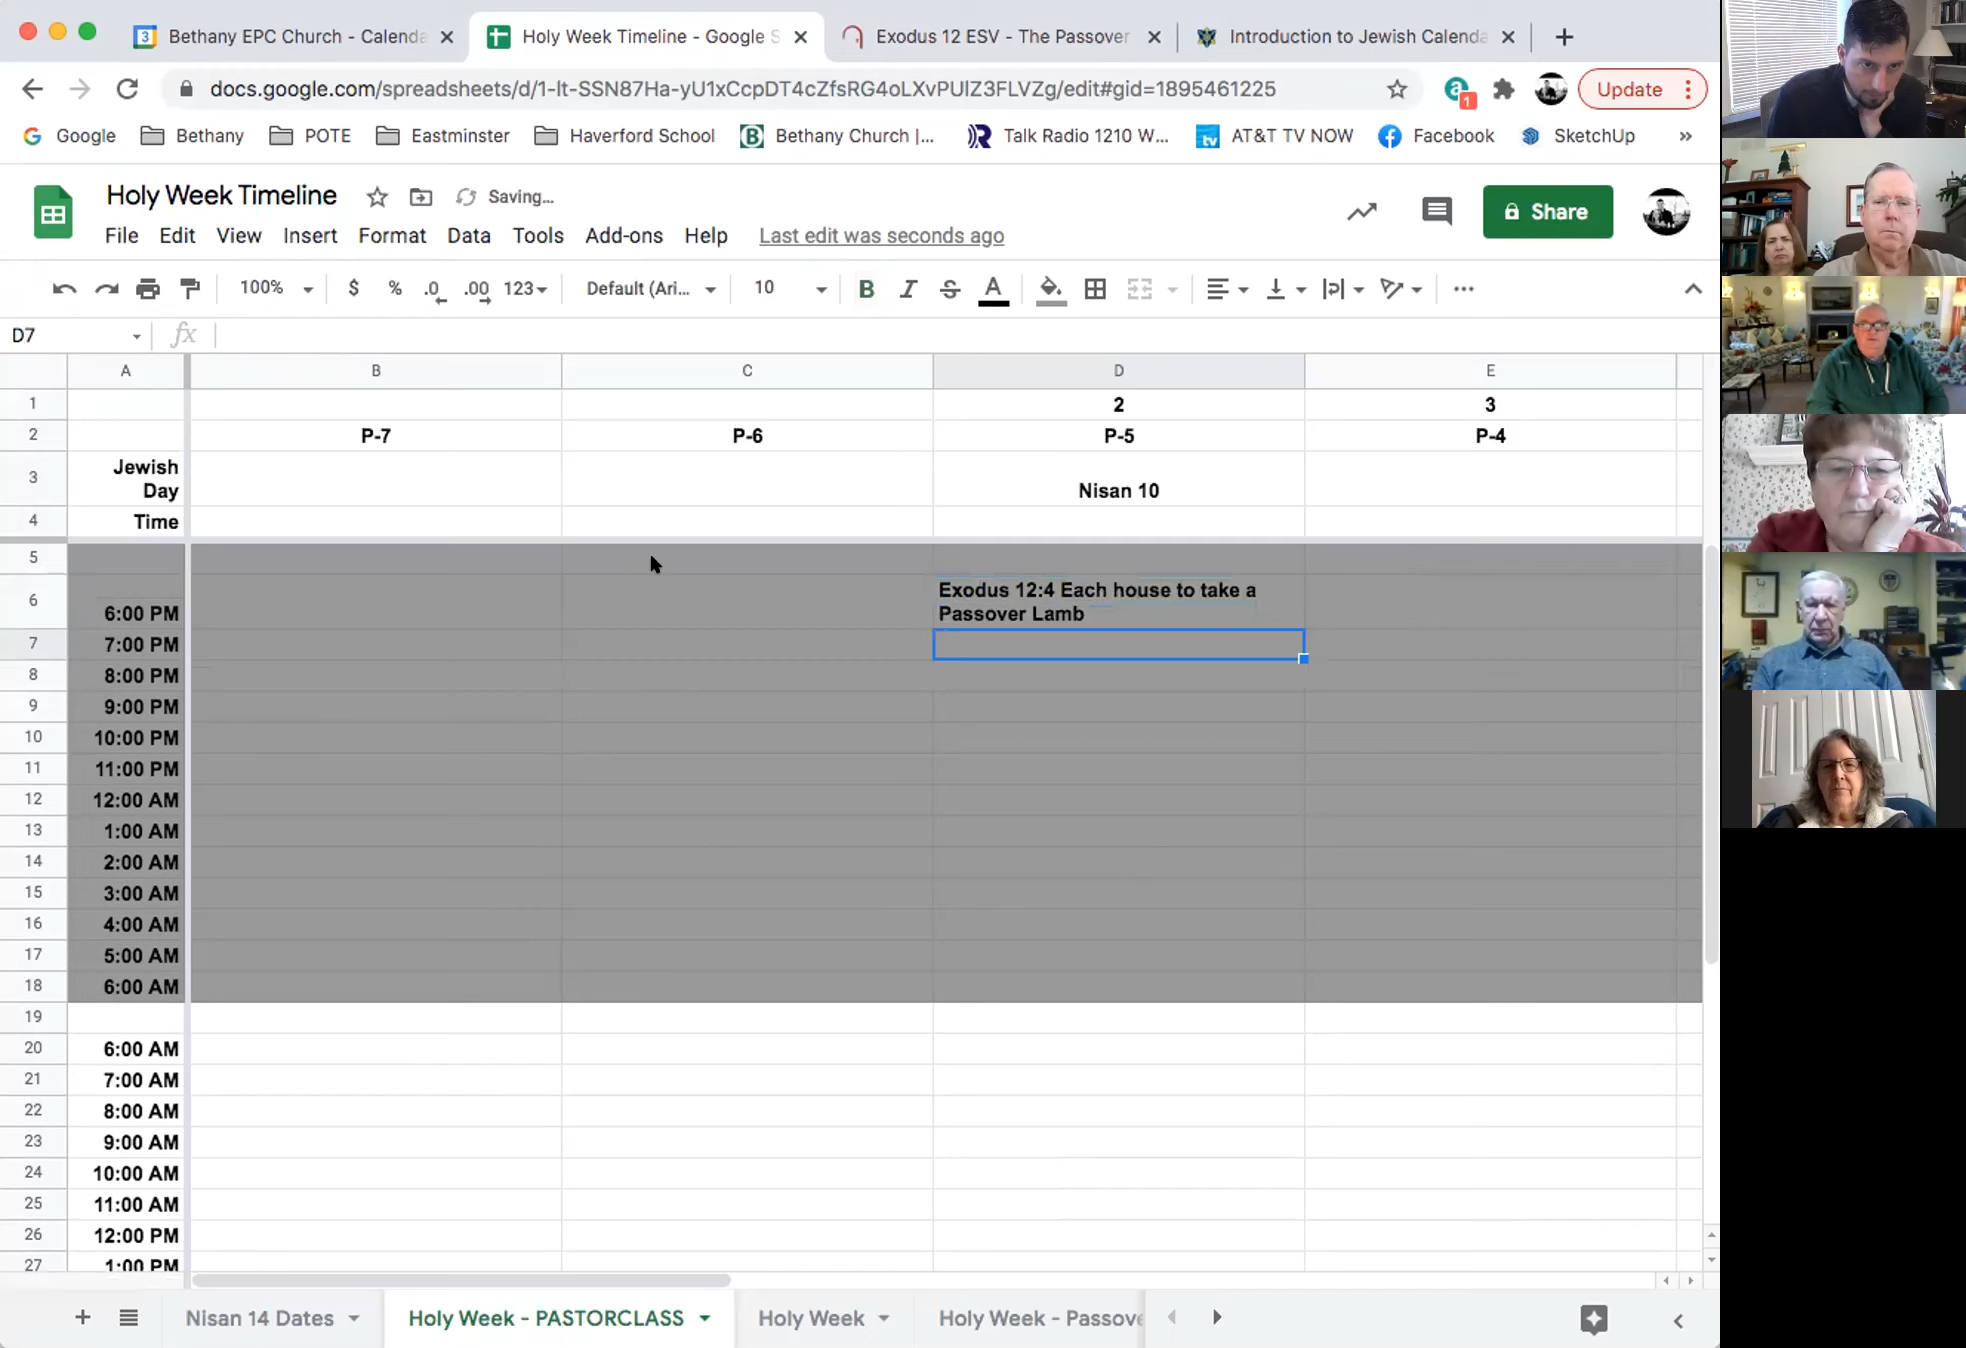 Bethany EPC Church - Calenda
Holy Week Timeline - Google S
Exodus 12 ESV - The Passover
Introduction to Jewish Calenda
docs.google.com/spreadsheets/d/1-lt-SSN87Ha-yU1xCcpDT4cZfsRG4oLXvPUlZ3FLVZg/edit#gid=1895461225
Update
Google Bethany POTE Eastminster Haverford School Bethany Church |... Talk Radio 1210 W... AT&T TV NOW Facebook SketchUp »
Holy Week Timeline Saving...
Share
File Edit View Insert Format Data Tools Add-ons Help Last edit was seconds ago
100% $ % .0 .00 123 Default (Ari... 10 B I S A
D7 fx
A B C D E
1 2 3
2 P-7 P-6 P-5 P-4
3 Jewish Day Nisan 10
4 Time
5
6 6:00 PM Exodus 12:4 Each house to take a
Passover Lamb
7 7:00 PM
8 8:00 PM
9 9:00 PM
10 10:00 PM
11 11:00 PM
12 12:00 AM
13 1:00 AM
14 2:00 AM
15 3:00 AM
16 4:00 AM
17 5:00 AM
18 6:00 AM
19
20 6:00 AM
21 7:00 AM
22 8:00 AM
23 9:00 AM
24 10:00 AM
25 11:00 AM
26 12:00 PM
27 1:00 PM
Nisan 14 Dates Holy Week - PASTORCLASS Holy Week Holy Week - Passove